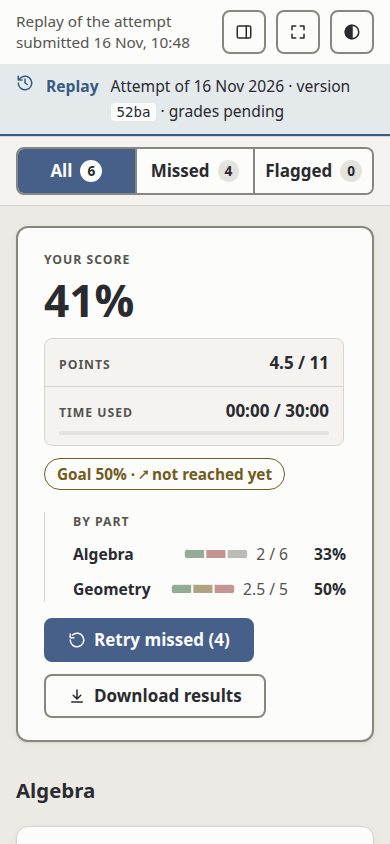 Replay of the attempt
submitted 16 Nov, 10:48
Replay Attempt of 16 Nov 2026 · version
52ba · grades pending
All 6 Missed 4 Flagged 0
YOUR SCORE
41%
POINTS 4.5 / 11
TIME USED 00:00 / 30:00
Goal 50% · ↗ not reached yet
BY PART
Algebra 2 / 6 33%
Geometry 2.5 / 5 50%
Retry missed (4)
Download results
Algebra